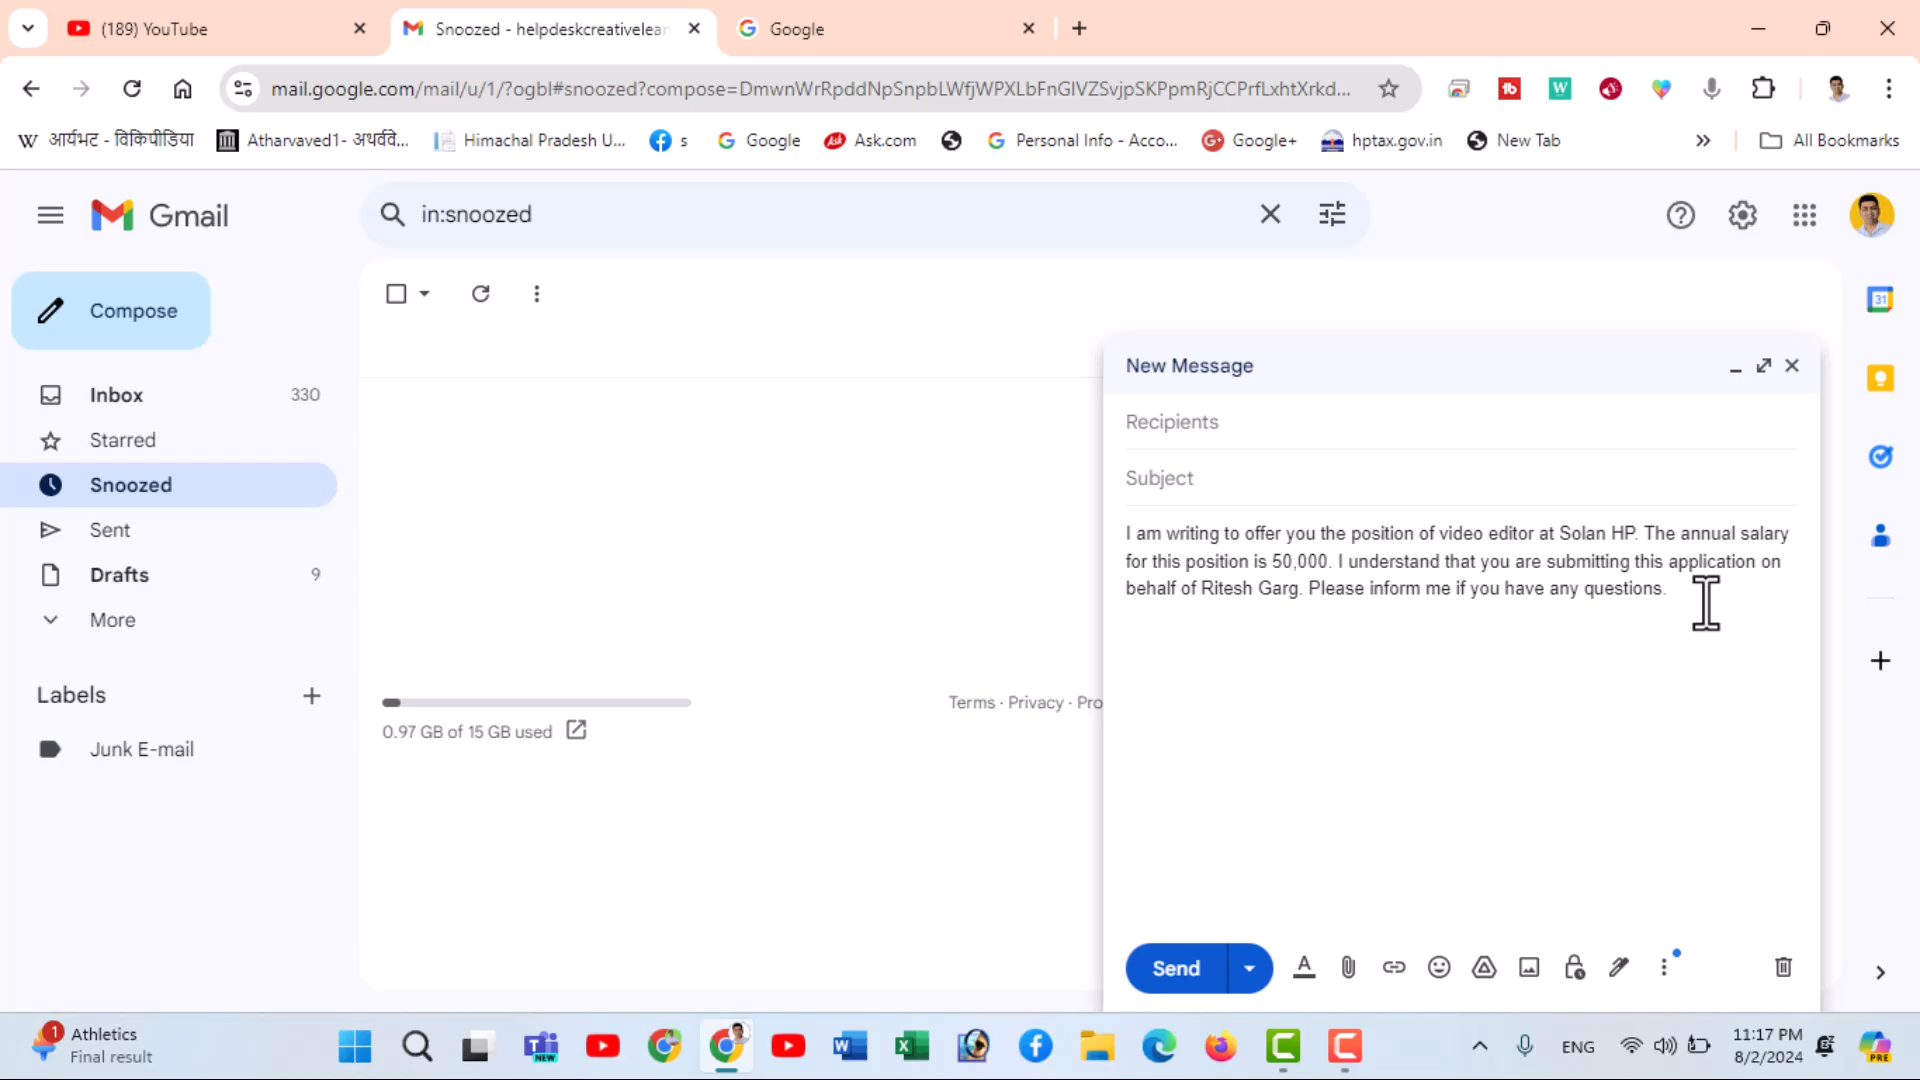 (189) YouTube
Snoozed - helpdeskcreativelear
Google
mail.google.com/mail/u/1/?ogbl#snoozed?compose=DmwnWrRpddNpSnpbLWfjWPXLbFnGlVZSvjpSKPpmRjCCPrfLxhtXrkd...
W आर्यभट - विकिपीडिया
Atharvaved1- अथर्ववे...
Himachal Pradesh U...
s
Google
Ask.com
Personal Info - Acco...
Google+
hptax.gov.in
New Tab
All Bookmarks
Gmail
in:snoozed
Compose
Inbox 330
Starred
Snoozed
Sent
Drafts 9
More
Labels
Junk E-mail
0.97 GB of 15 GB used
Terms · Privacy · Pro
New Message
Recipients
Subject
I am writing to offer you the position of video editor at Solan HP. The annual salary
for this position is 50,000. I understand that you are submitting this application on
behalf of Ritesh Garg. Please inform me if you have any questions.
Send
31
1
Athletics
Final result
NEW
ENG
11:17 PM
8/2/2024
PRE